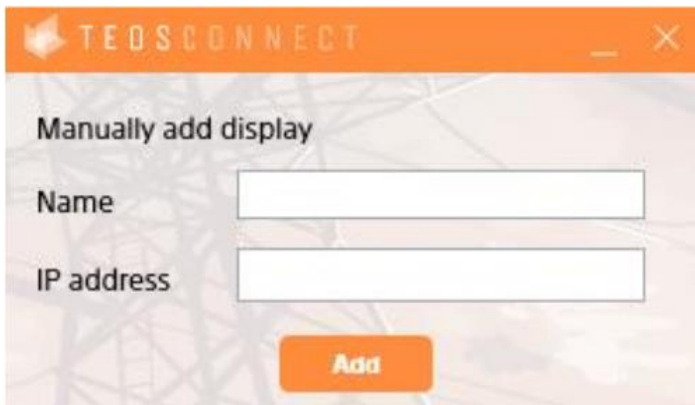 TEOSCONNECT
Manually add display
Name
IP address
Add